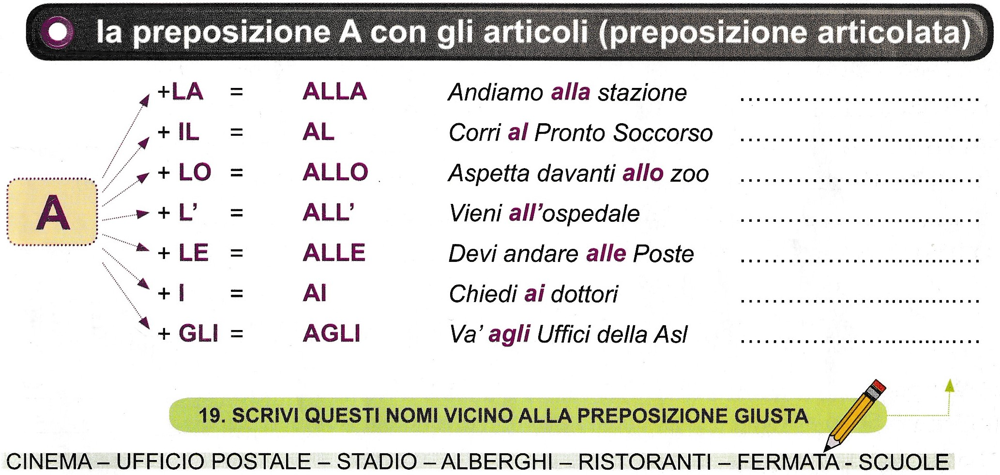 la preposizione A con gli articoli (preposizione articolata)
+LA = ALLA Andiamo alla stazione ........................................
+ IL = AL Corri al Pronto Soccorso ........................................
+ LO = ALLO Aspetta davanti allo zoo ........................................
A
+ L’ = ALL’ Vieni all’ospedale ........................................
+ LE = ALLE Devi andare alle Poste ........................................
+ I = AI Chiedi ai dottori ........................................
+ GLI = AGLI Va’ agli Uffici della Asl ........................................
19. SCRIVI QUESTI NOMI VICINO ALLA PREPOSIZIONE GIUSTA
CINEMA – UFFICIO POSTALE – STADIO – ALBERGHI – RISTORANTI – FERMATA - SCUOLE